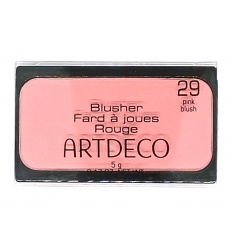 29
pink
blush
Blusher
Fard à joues
Rouge
ARTDECO
5 g